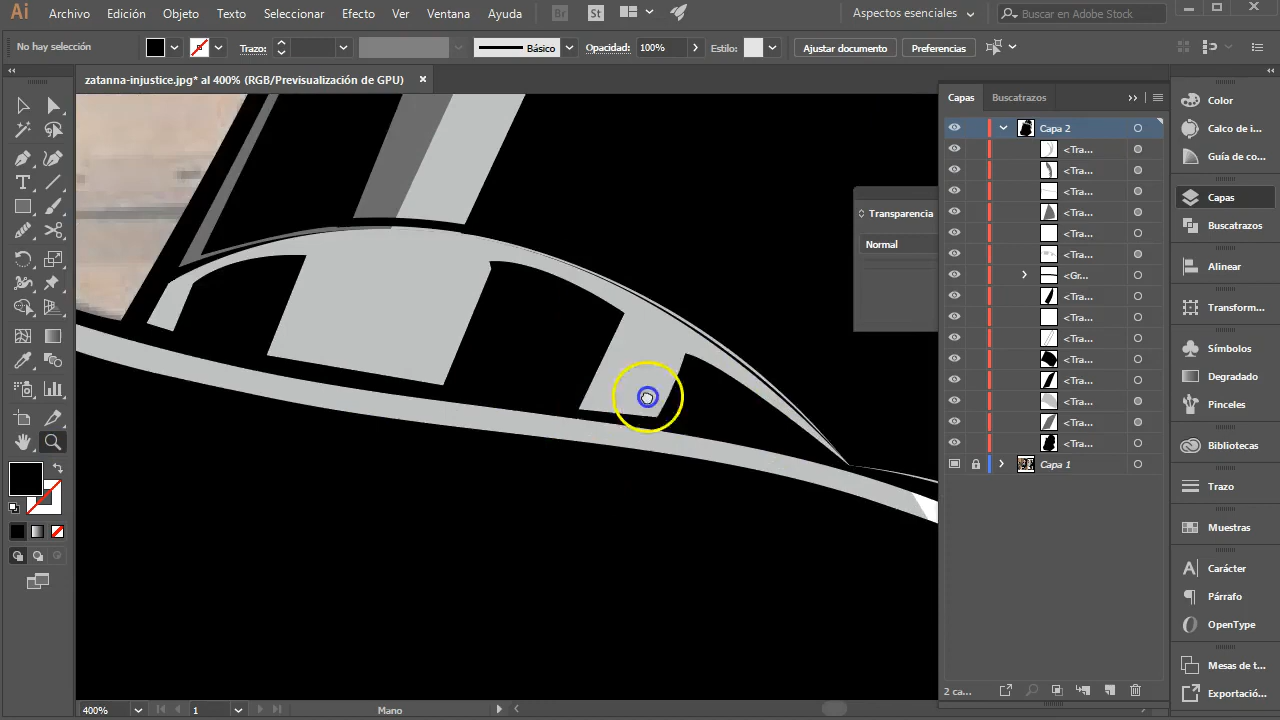 Ai Archivo Edición Objeto Texto Seleccionar Efecto Ver Ventana Ayuda Br St Aspectos esenciales Buscar en Adobe Stock
No hay selección Trazo: Básico Opacidad: 100% Estilo: Ajustar documento Preferencias
zatanna-injustice.jpg* al 400% (RGB/Previsualización de GPU)
Capas Buscatrazos
Capa 2
<Tra...
<Tra...
<Tra...
<Tra...
<Tra...
<Tra...
<Gr...
<Tra...
<Tra...
<Tra...
<Tra...
<Tra...
<Tra...
<Tra...
<Tra...
Capa 1
2 ca...
Transparencia
Normal
Color
Calco de i...
Guía de co...
Capas
Buscatrazos
Alinear
Transform...
Símbolos
Degradado
Pinceles
Bibliotecas
Trazo
Muestras
Carácter
Párrafo
OpenType
Mesas de t...
Exportació...
400% 1 Mano